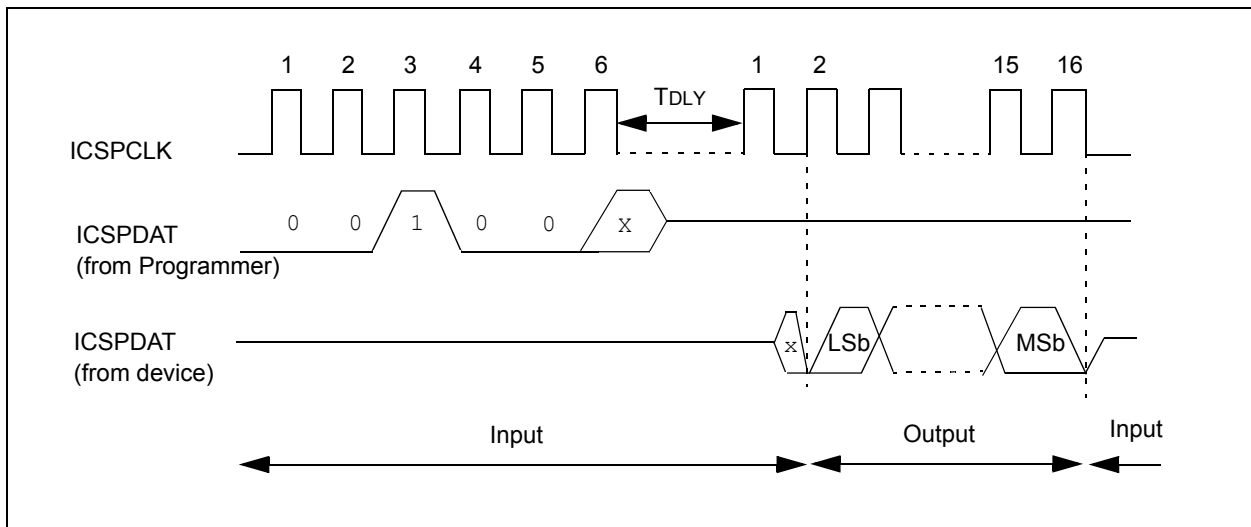 1 2 3 4 5 6 1 2 15 16
TDLY
ICSPCLK
0 0 1 0 0 x
ICSPDAT
(from Programmer)
ICSPDAT
(from device)
x LSb MSb
Input Output Input